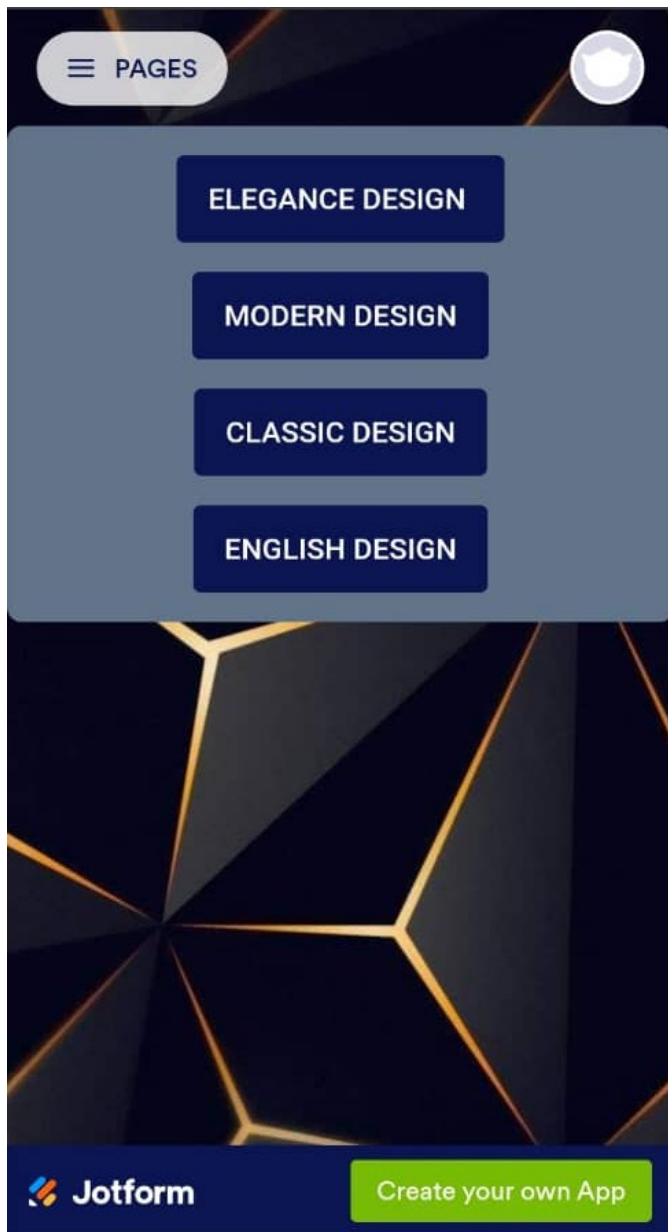 PAGES
ELEGANCE DESIGN
MODERN DESIGN
CLASSIC DESIGN
ENGLISH DESIGN
Jotform
Create your own App